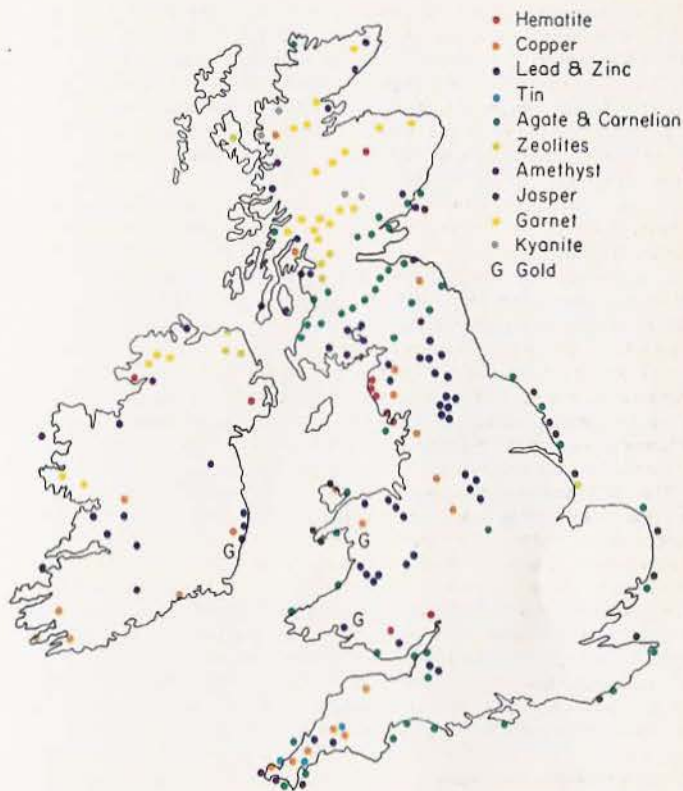 Hematite
Copper
Lead & Zinc
Tin
Agate & Carnelian
Zeolites
Amethyst
Jasper
Garnet
Kyanite
G Gold
G
G
G